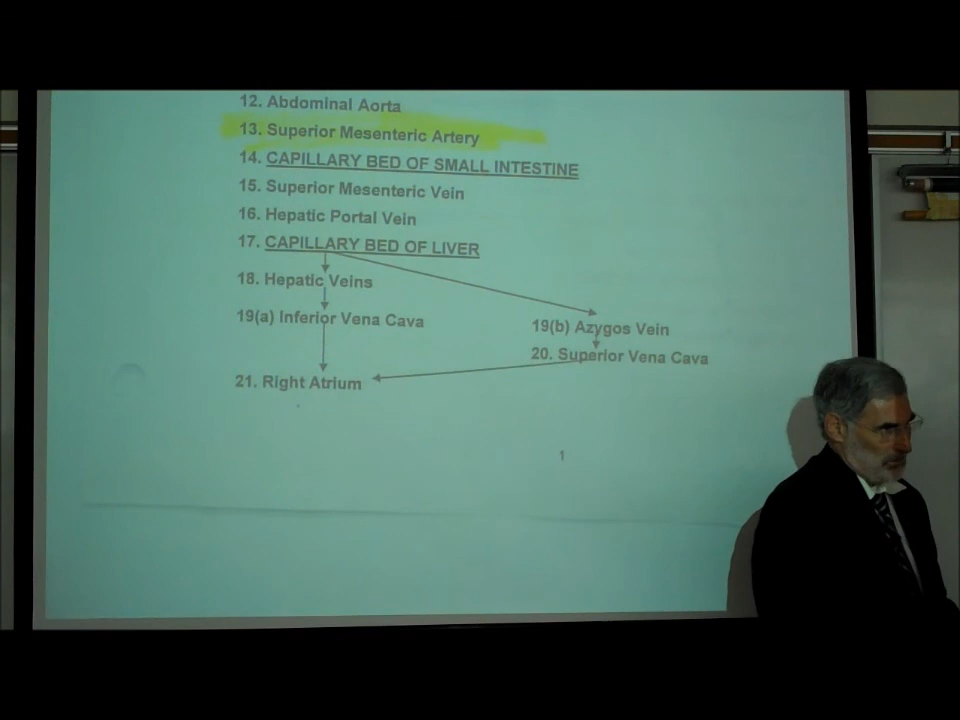 12. Abdominal Aorta
13. Superior Mesenteric Artery
14. CAPILLARY BED OF SMALL INTESTINE
15. Superior Mesenteric Vein
16. Hepatic Portal Vein
17. CAPILLARY BED OF LIVER
18. Hepatic Veins
19(a) Inferior Vena Cava
19(b) Azygos Vein
20. Superior Vena Cava
21. Right Atrium
1